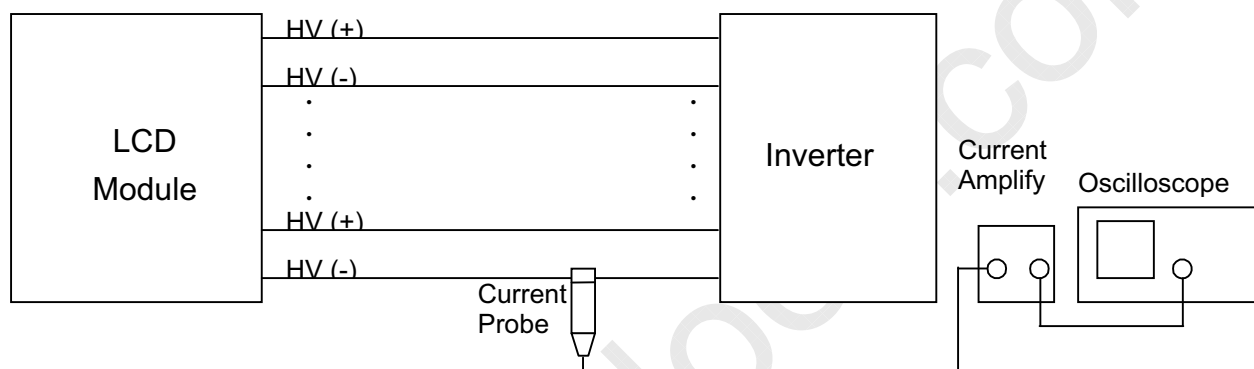 HV (+)
HV (-)
LCD
Module
Inverter
HV (+)
HV (-)
Current
Probe
Current
Amplify
Oscilloscope